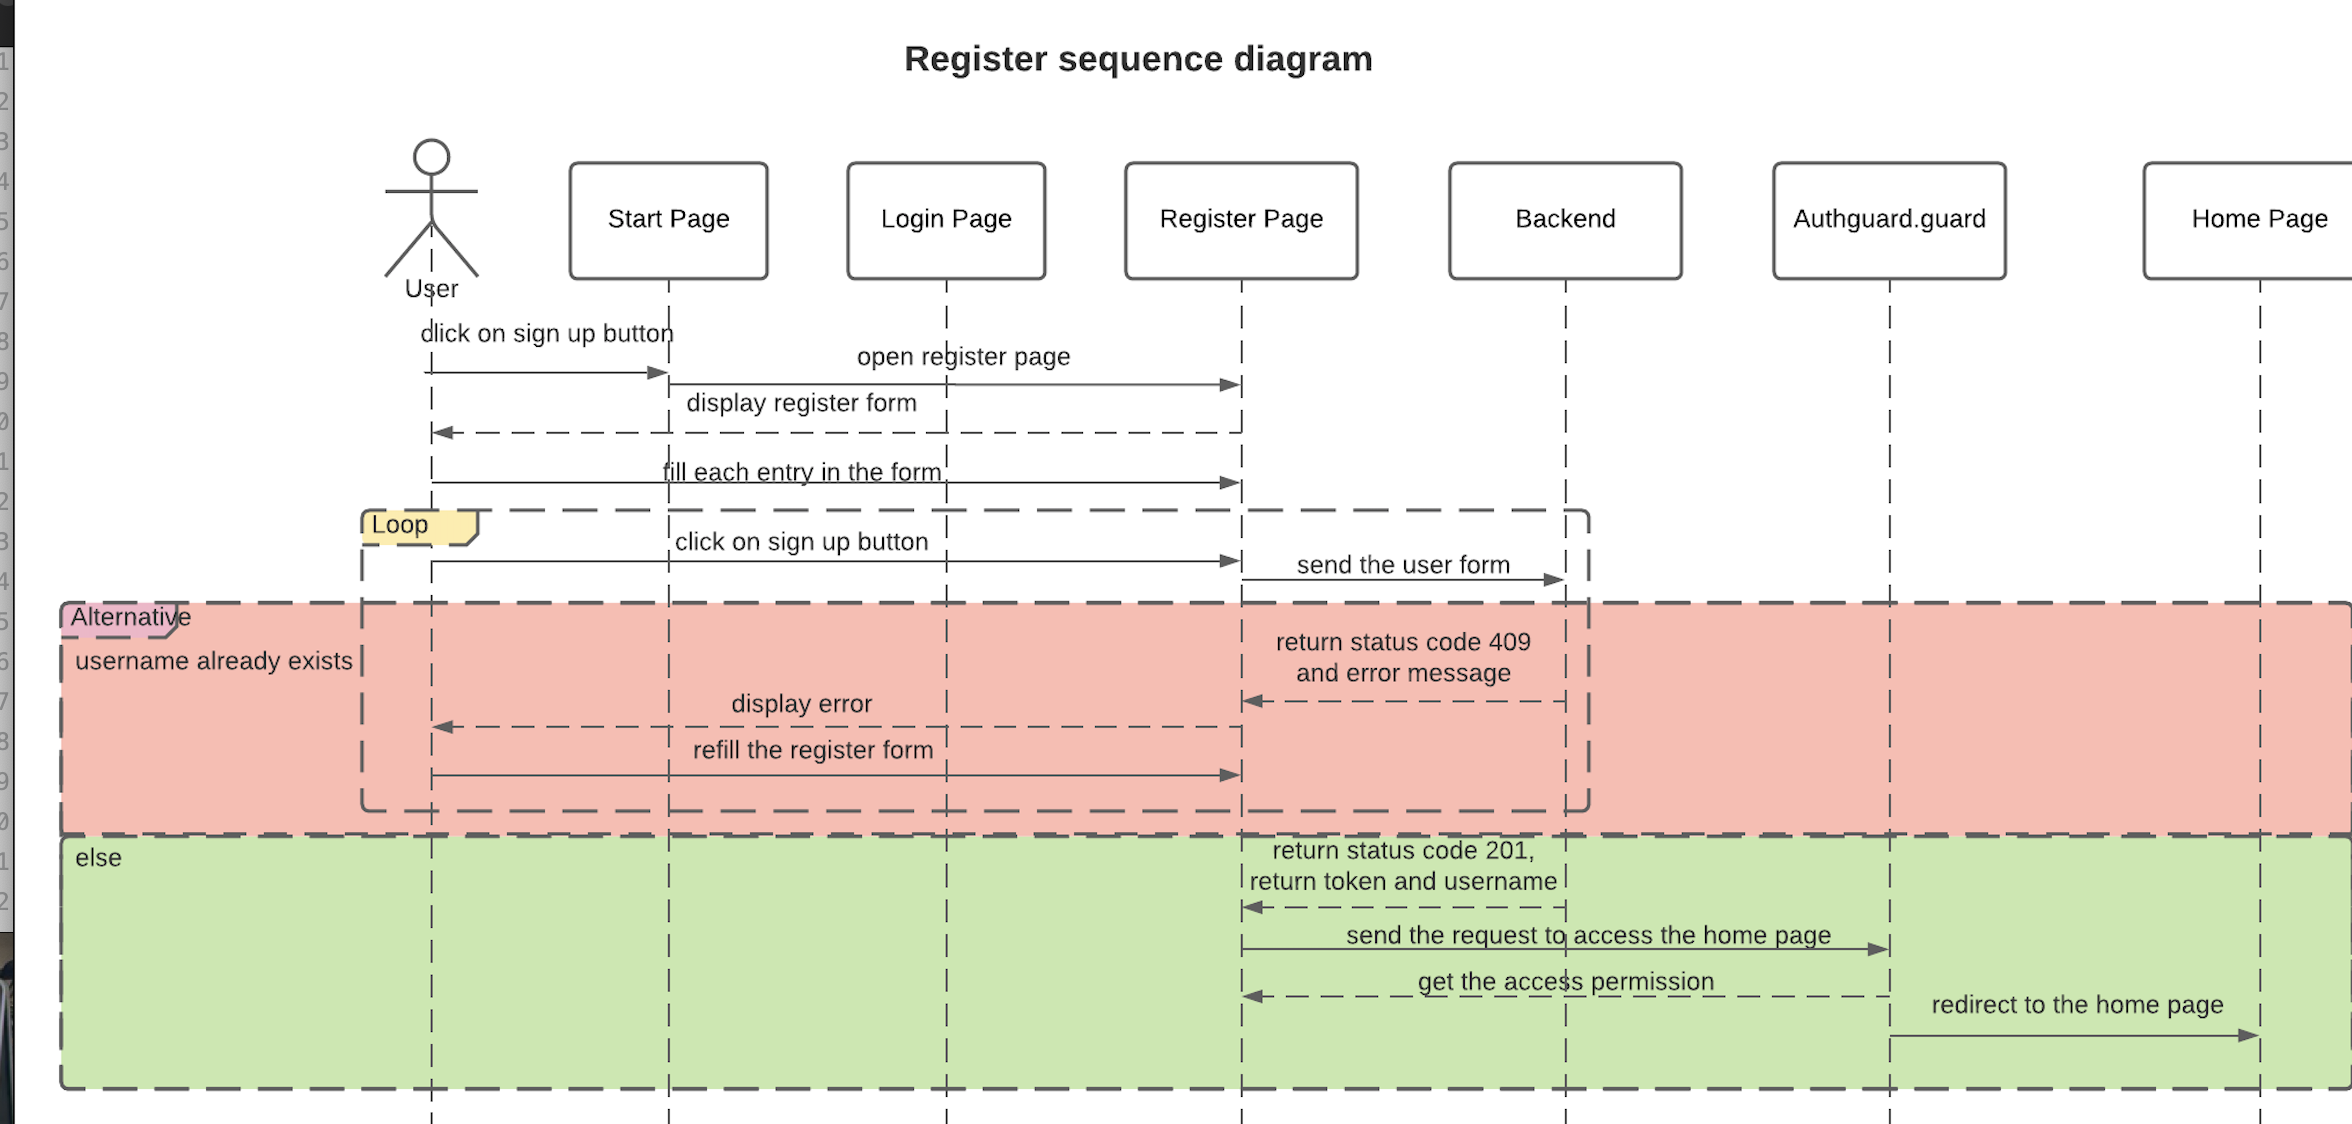 Register sequence diagram
User
Start Page
Login Page
Register Page
Backend
Authguard.guard
Home Page
click on sign up button
open register page
display register form
fill each entry in the form
Loop
click on sign up button
send the user form
Alternative
username already exists
return status code 409
and error message
display error
refill the register form
else
return status code 201,
return token and username
send the request to access the home page
get the access permission
redirect to the home page